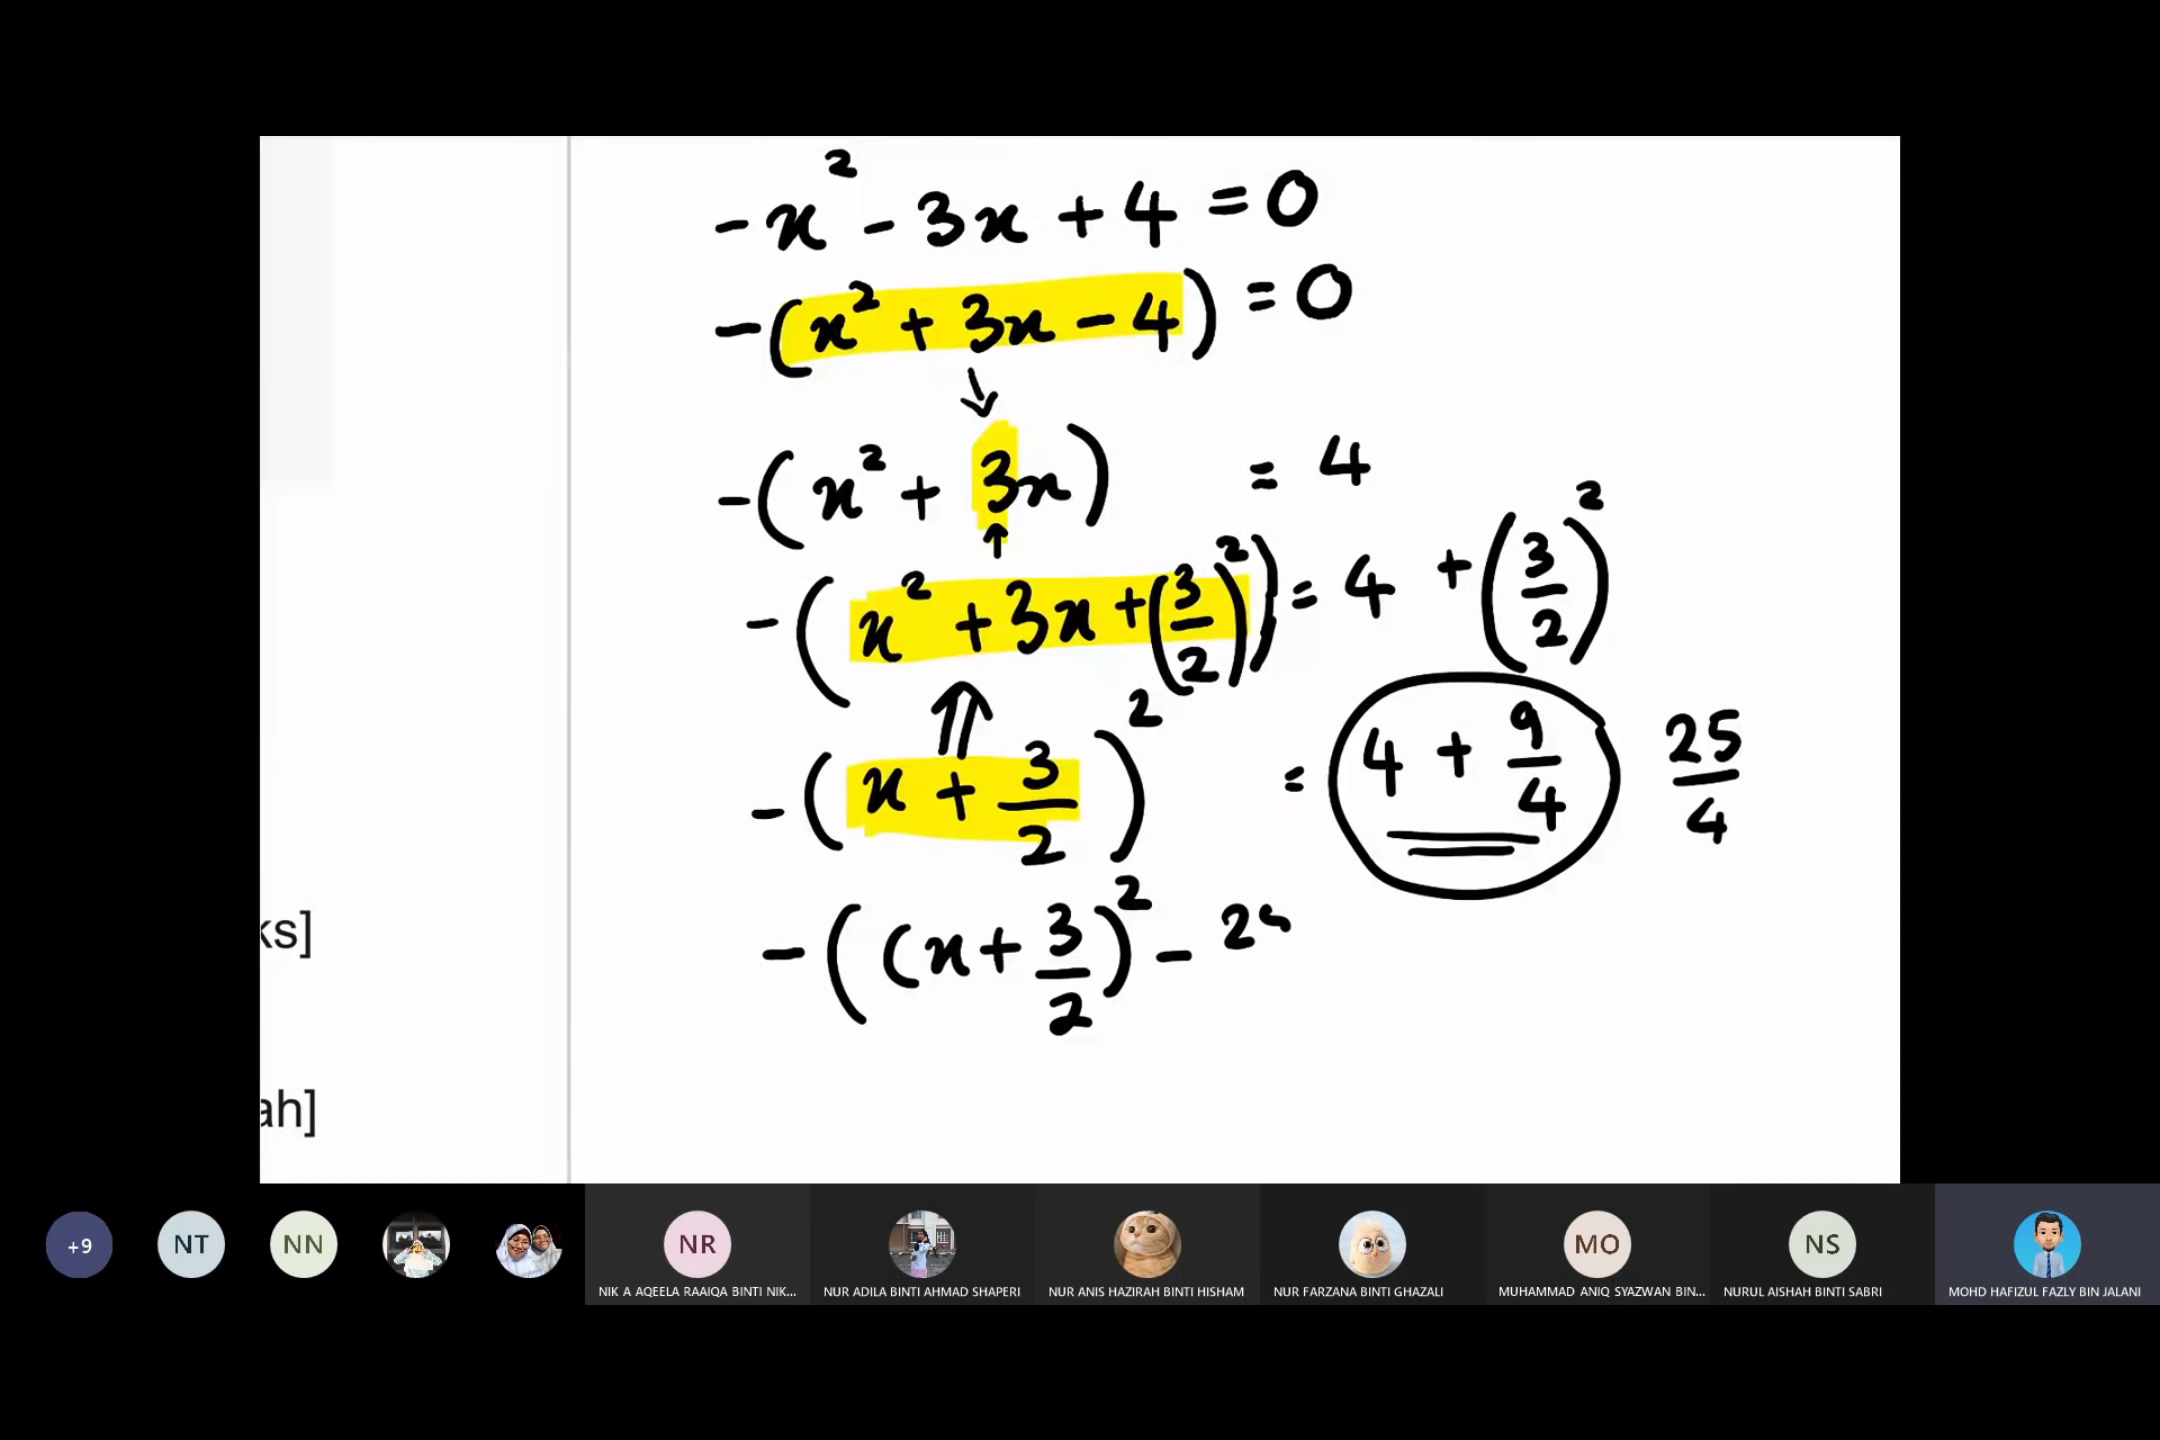 -x² - 3x + 4 = 0
-(x² + 3x - 4) = 0
↓
-(x² + 3x) = 4
↑
-(x² + 3x + (3/2)²) = 4 + (3/2)²
⇑
-(x + 3/2)² = 4 + 9/4 25/4
-((x + 3/2)² - 2
ks]
ah]
+9
NT
NN
NR
MO
NS
NIK A AQEELA RAAIQA BINTI NIK...
NUR ADILA BINTI AHMAD SHAPERI
NUR ANIS HAZIRAH BINTI HISHAM
NUR FARZANA BINTI GHAZALI
MUHAMMAD ANIQ SYAZWAN BIN...
NURUL AISHAH BINTI SABRI
MOHD HAFIZUL FAZLY BIN JALANI